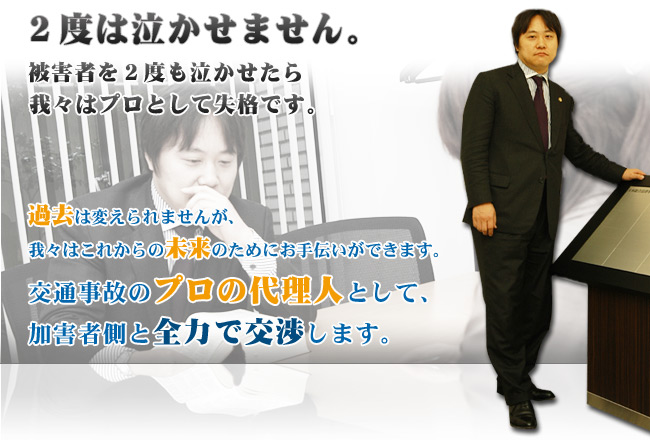 ２度は泣かせません。
被害者を２度も泣かせたら
我々はプロとして失格です。
過去は変えられませんが、
我々はこれからの未来のためにお手伝いができます。
交通事故のプロの代理人として、
加害者側と全力で交渉します。